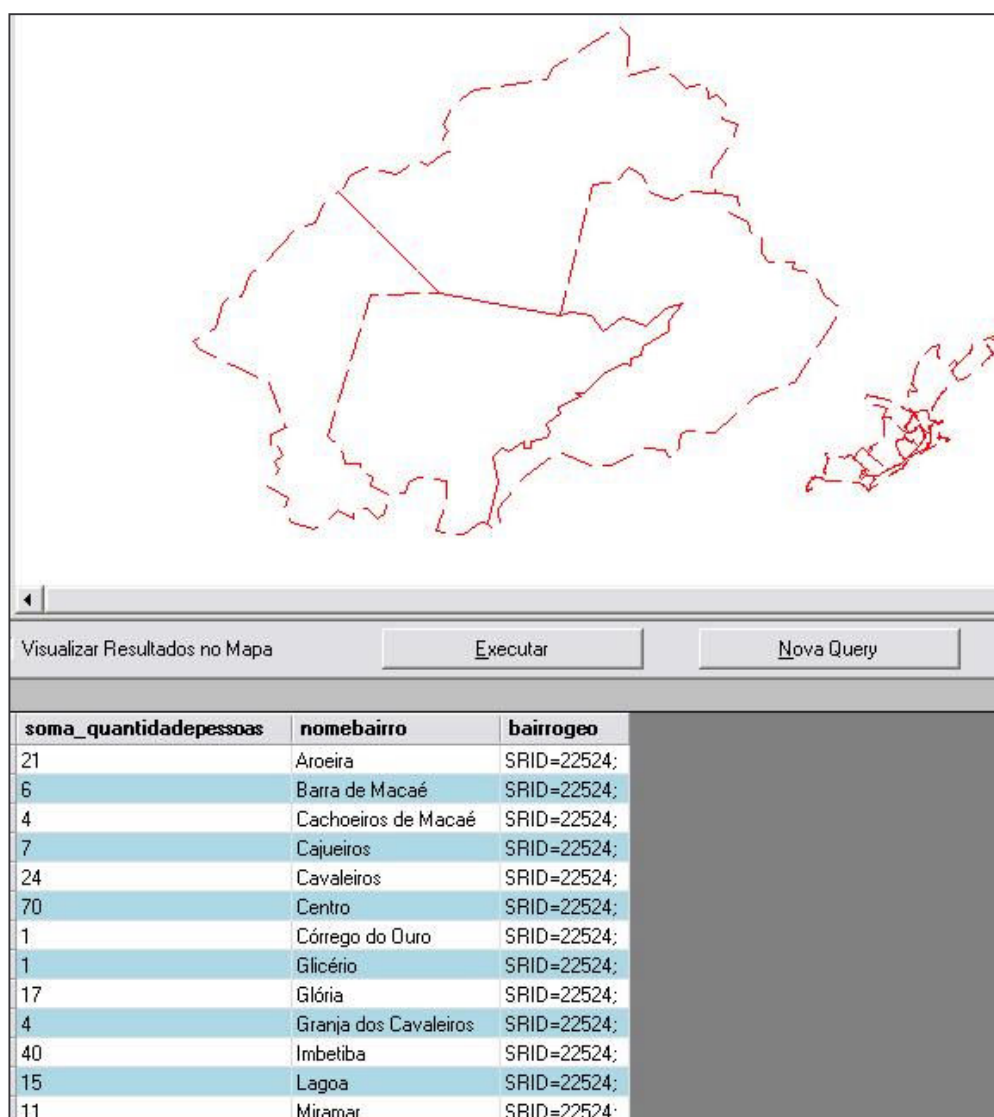 Visualizar Resultados no Mapa Executar Nova Query
soma_quantidadepessoas nomebairro bairrogeo
21 Aroeira SRID=22524;
6 Barra de Macaé SRID=22524;
4 Cachoeiros de Macaé SRID=22524;
7 Cajueiros SRID=22524;
24 Cavaleiros SRID=22524;
70 Centro SRID=22524;
1 Córrego do Ouro SRID=22524;
1 Glicério SRID=22524;
17 Glória SRID=22524;
4 Granja dos Cavaleiros SRID=22524;
40 Imbetiba SRID=22524;
15 Lagoa SRID=22524;
11 Miramar SRID=22524;